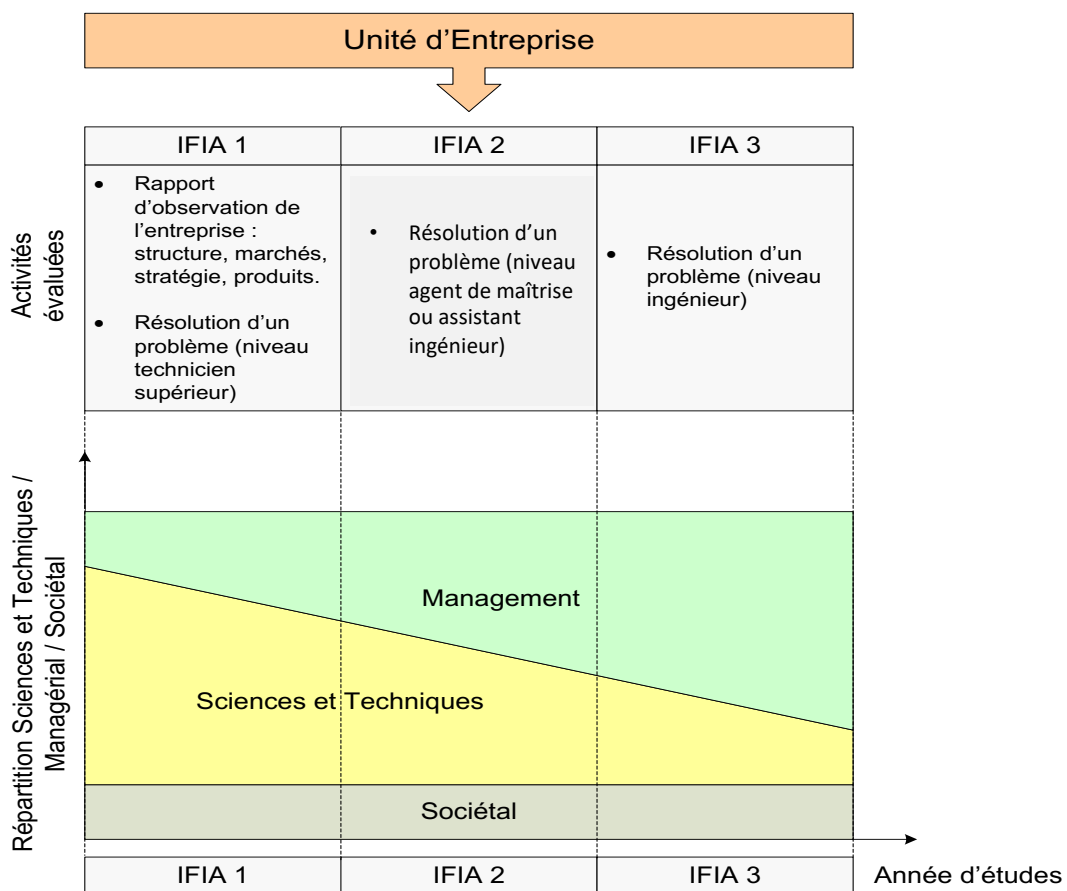 Unité d’Entreprise
IFIA 1
IFIA 2
IFIA 3
Activités
évaluées
• Rapport
d’observation de
l’entreprise :
structure, marchés,
stratégie, produits.
• Résolution d’un
problème (niveau
technicien
supérieur)
• Résolution d’un
problème (niveau
agent de maîtrise
ou assistant
ingénieur)
• Résolution d’un
problème (niveau
ingénieur)
Répartition Sciences et Techniques /
Managérial / Sociétal
Management
Sciences et Techniques
Sociétal
IFIA 1
IFIA 2
IFIA 3
Année d’études